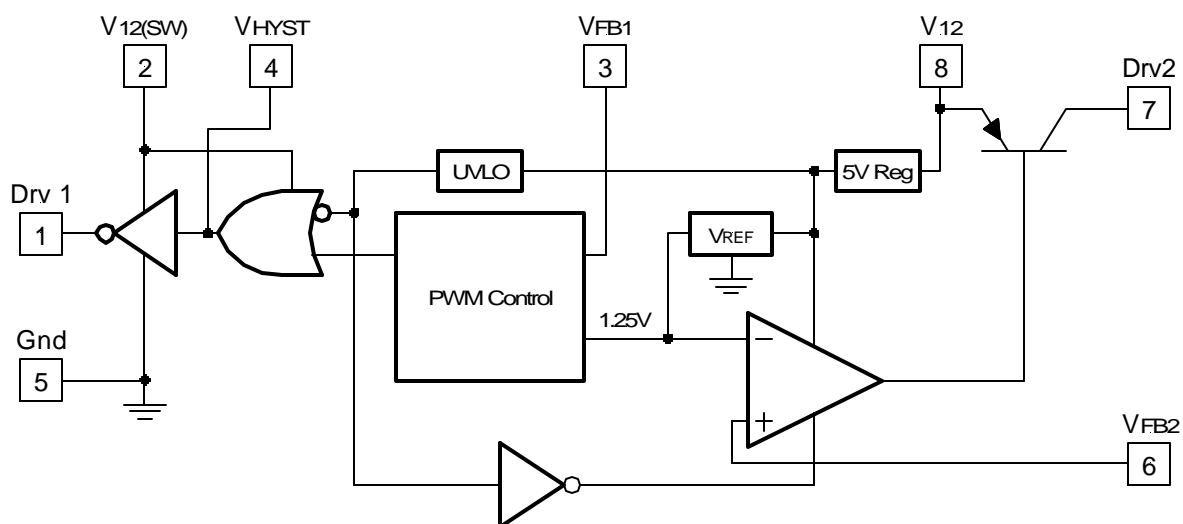 V12(SW)
VHYST
VFB1
V12
2
4
3
8
Drv2
7
UVLO
5V Reg
Drv 1
1
VREF
PWM Control
1.25V
Gnd
5
−
+
VFB2
6